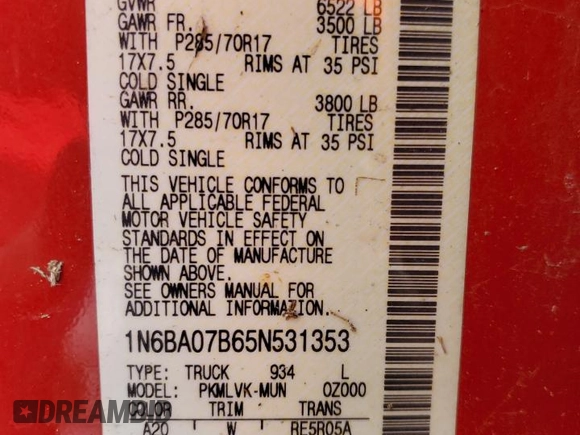 GVWR 6522 LB
GAWR FR. 3500 LB
WITH P285/70R17 TIRES
17X7.5 RIMS AT 35 PSI
COLD SINGLE
GAWR RR. 3800 LB
WITH P285/70R17 TIRES
17X7.5 RIMS AT 35 PSI
COLD SINGLE
THIS VEHICLE CONFORMS TO
ALL APPLICABLE FEDERAL
MOTOR VEHICLE SAFETY
STANDARDS IN EFFECT ON
THE DATE OF MANUFACTURE
SHOWN ABOVE.
SEE OWNERS MANUAL FOR
ADDITIONAL INFORMATION.
1N6BA07B65N531353
TYPE: TRUCK 934 L
MODEL: PKMLVK-MUN 0Z000
COLOR TRIM TRANS
A20 W RE5R05A